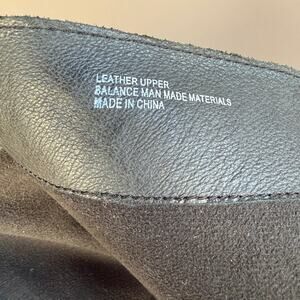 LEATHER UPPER
BALANCE MAN MADE MATERIALS
MADE IN CHINA